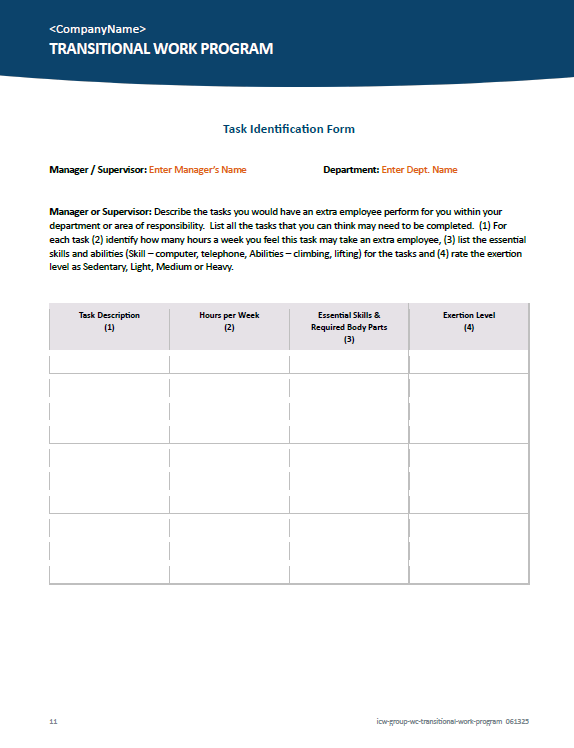 <CompanyName>
TRANSITIONAL WORK PROGRAM
Task Identification Form
Manager / Supervisor: Enter Manager's Name Department: Enter Dept. Name
Manager or Supervisor: Describe the tasks you would have an extra employee perform for you within your
department or area of responsibility. List all the tasks that you can think may need to be completed. (1) For
each task (2) identify how many hours a week you feel this task may take an extra employee, (3) list the essential
skills and abilities (Skill – computer, telephone, Abilities – climbing, lifting) for the tasks and (4) rate the exertion
level as Sedentary, Light, Medium or Heavy.
Task Description
(1)
Hours per Week
(2)
Essential Skills &
Required Body Parts
(3)
Exertion Level
(4)
11
icw-group-wc-transitional-work-program 061325